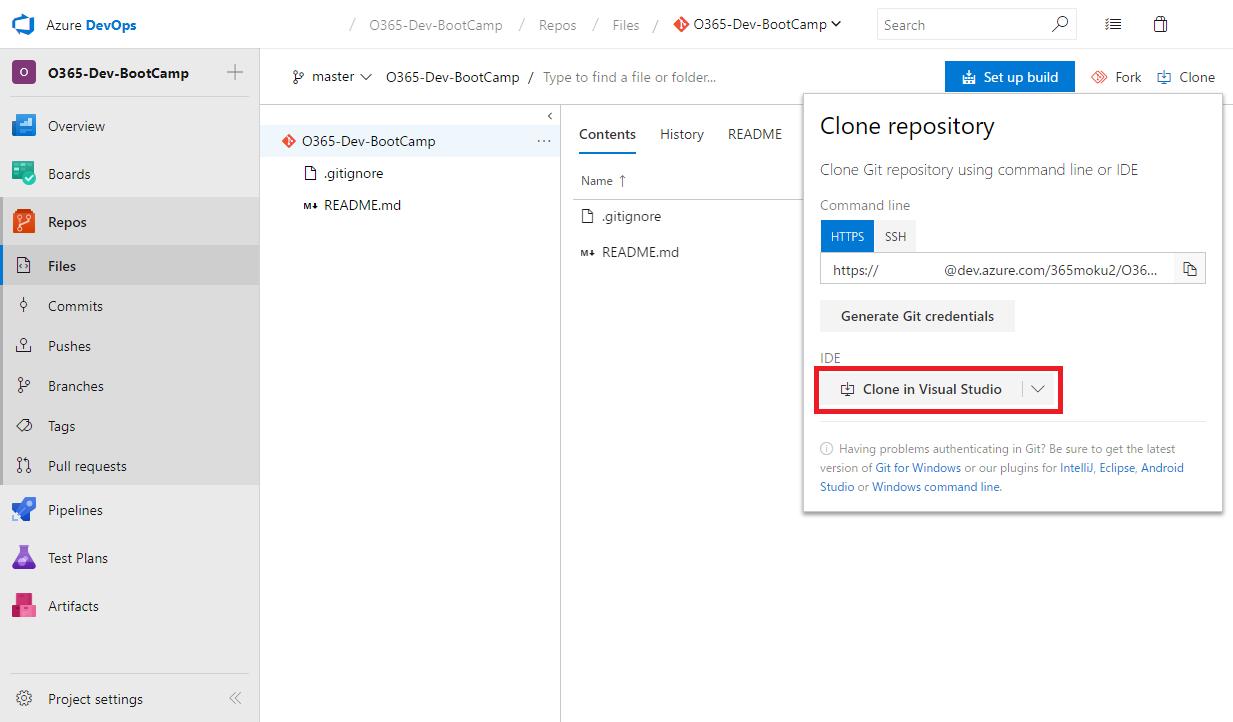 Azure DevOps
/ O365-Dev-BootCamp / Repos / Files / O365-Dev-BootCamp
Search
O O365-Dev-BootCamp
Overview
Boards
Repos
Files
Commits
Pushes
Branches
Tags
Pull requests
Pipelines
Test Plans
Artifacts
Project settings
master O365-Dev-BootCamp / Type to find a file or folder...
Set up build
Fork
Clone
O365-Dev-BootCamp ...
.gitignore
M↓ README.md
Contents History README
Name ↑
.gitignore
M↓ README.md
Clone repository
Clone Git repository using command line or IDE
Command line
HTTPS SSH
https:// @dev.azure.com/365moku2/O36...
Generate Git credentials
IDE
Clone in Visual Studio
Having problems authenticating in Git? Be sure to get the latest
version of Git for Windows or our plugins for IntelliJ, Eclipse, Android
Studio or Windows command line.